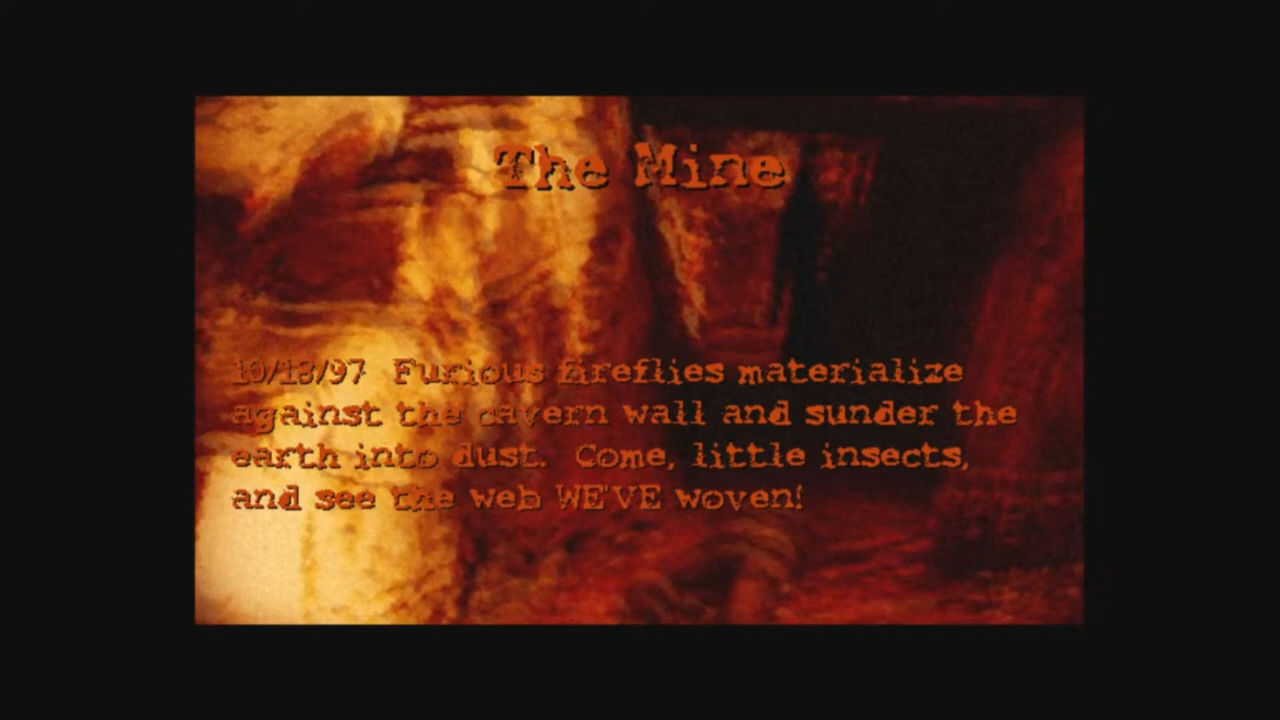 The Mine
10/18/97 Furious fireflies materialize
against the cavern wall and sunder the
earth into dust. Come, little insects,
and see the web WE'VE woven!